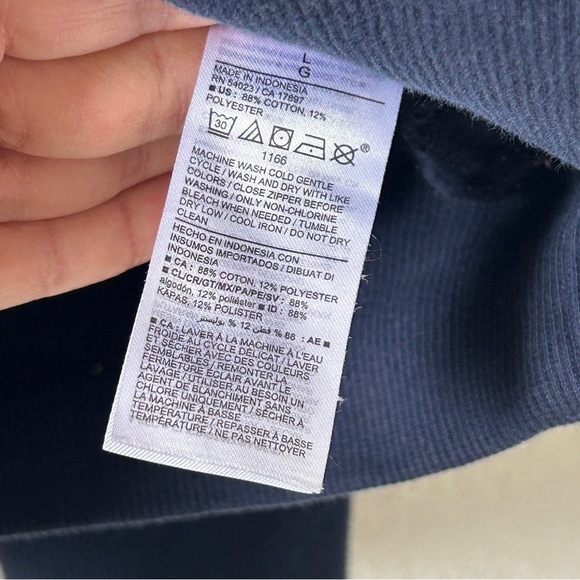 L
G
MADE IN INDONESIA
RN 54023 / CA 17897
■ US : 88% COTTON, 12%
POLYESTER
30
®
1166
MACHINE WASH COLD GENTLE
CYCLE / WASH AND DRY WITH LIKE
COLORS / CLOSE ZIPPER BEFORE
WASHING / ONLY NON-CHLORINE
BLEACH WHEN NEEDED / TUMBLE
DRY LOW / COOL IRON / DO NOT DRY
CLEAN
HECHO EN INDONESIA CON
INSUMOS IMPORTADOS / DIBUAT DI
INDONESIA
■ CA : 88% COTON, 12% POLYESTER
■ CL/CR/GT/MX/PA/PE/SV : 88%
algodón, 12% poliéster ■ ID : 88%
KAPAS, 12% POLISTER
■ AE : 88 % قطن 12 % بوليستر
■ CA : LAVER À LA MACHINE À L'EAU
FROIDE AU CYCLE DÉLICAT / LAVER
ET SÉCHER AVEC DES COULEURS
SEMBLABLES / REMONTER LA
FERMETURE ÉCLAIR AVANT LE
LAVAGE / UTILISER AU BESOIN UN
AGENT DE BLANCHIMENT SANS
CHLORE UNIQUEMENT / SÉCHER À
LA MACHINE À BASSE
TEMPÉRATURE / REPASSER À BASSE
TEMPÉRATURE / NE PAS NETTOYER